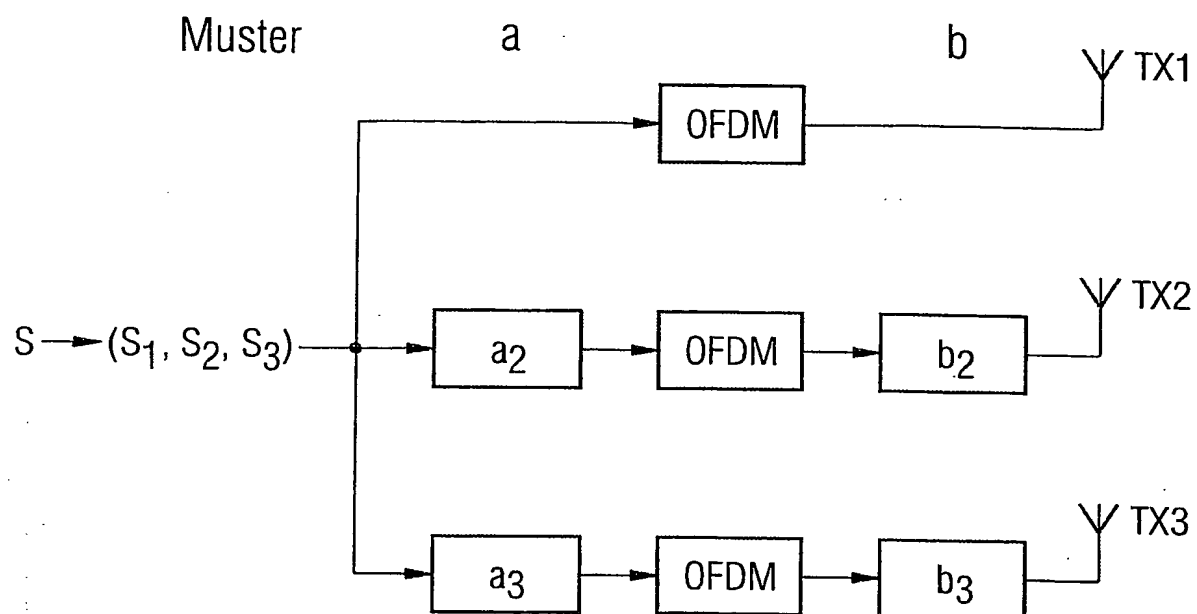 Muster a b
TX1
OFDM
TX2
S (S1, S2, S3) a2 OFDM b2
TX3
a3 OFDM b3